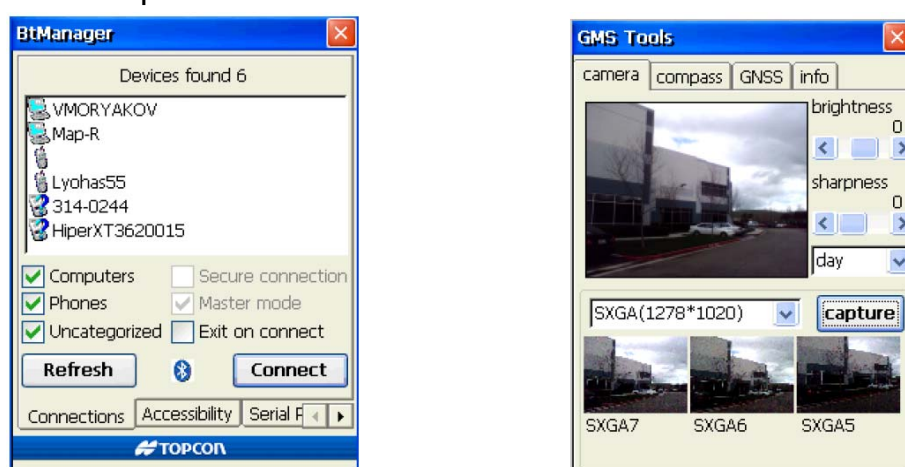 BtManager
Devices found 6
VMORYAKOV
Map-R
Lyohas55
314-0244
HiperXT3620015
Computers
Secure connection
Phones
Master mode
Uncategorized
Exit on connect
Refresh
Connect
Connections
Accessibility
Serial
TOPCON
GMS Tools
camera
compass
GNSS
info
brightness
0
sharpness
0
day
SXGA(1278*1020)
capture
SXGA7
SXGA6
SXGA5